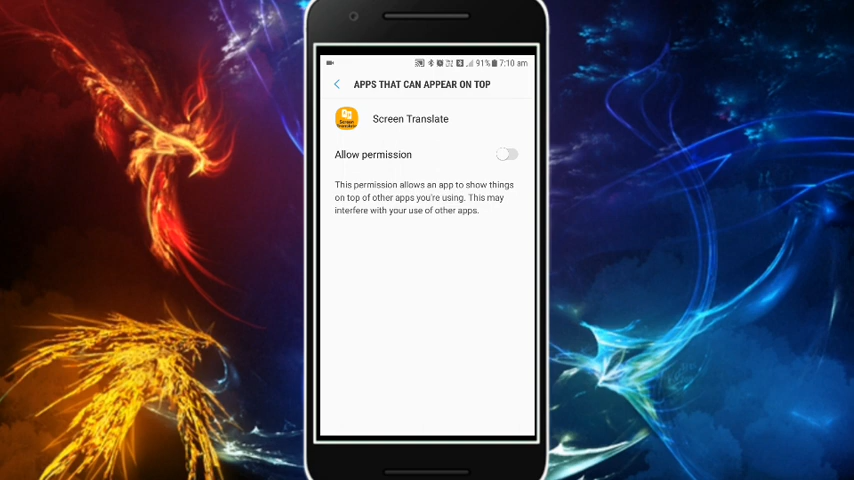 91% 7:10 am
APPS THAT CAN APPEAR ON TOP
Screen
Translate
Screen Translate
Allow permission
This permission allows an app to show things
on top of other apps you're using. This may
interfere with your use of other apps.